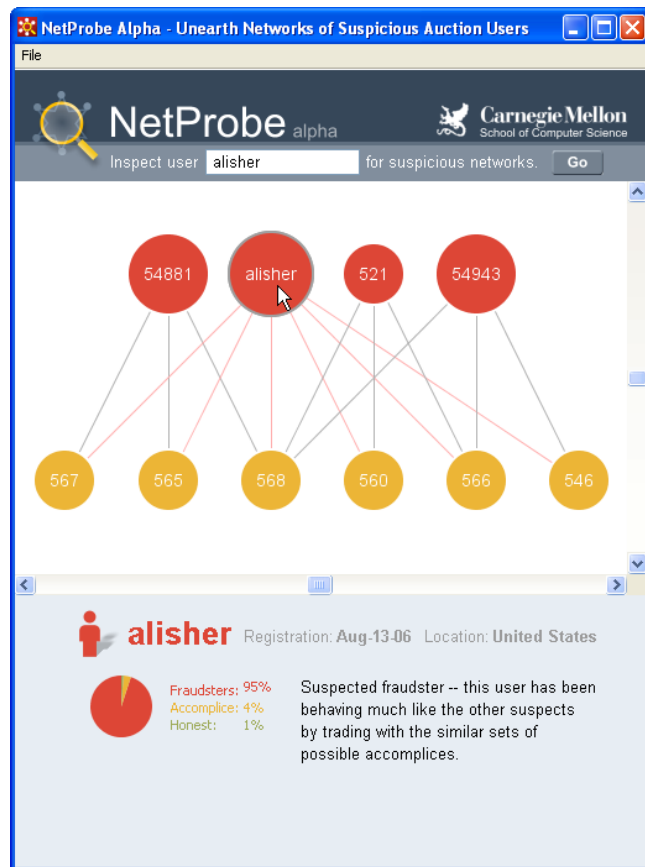 NetProbe Alpha - Unearth Networks of Suspicious Auction Users
File
NetProbe alpha
Carnegie Mellon
School of Computer Science
Inspect user alisher for suspicious networks. Go
54881 alisher 521 54943
567 565 568 560 566 546
alisher Registration: Aug-13-06 Location: United States
Fraudsters: 95%
Accomplice: 4%
Honest: 1%
Suspected fraudster -- this user has been
behaving much like the other suspects
by trading with the similar sets of
possible accomplices.